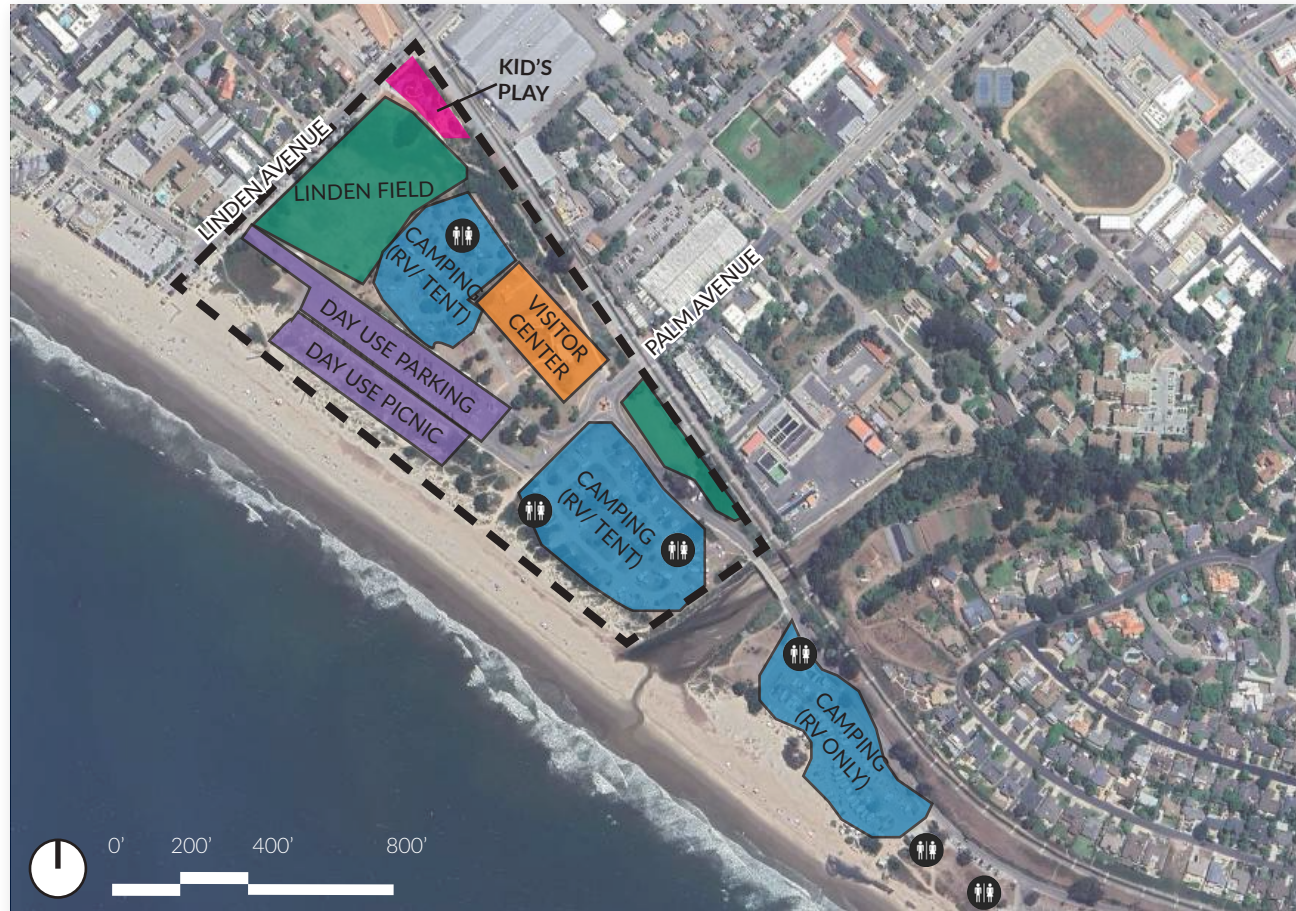 KID'S
PLAY
LINDEN AVENUE
LINDEN FIELD
CAMPING
(RV/ TENT)
VISITOR
CENTER
PALM AVENUE
DAY USE PARKING
DAY USE PICNIC
CAMPING
(RV/ TENT)
CAMPING
(RV ONLY)
0' 200' 400' 800'